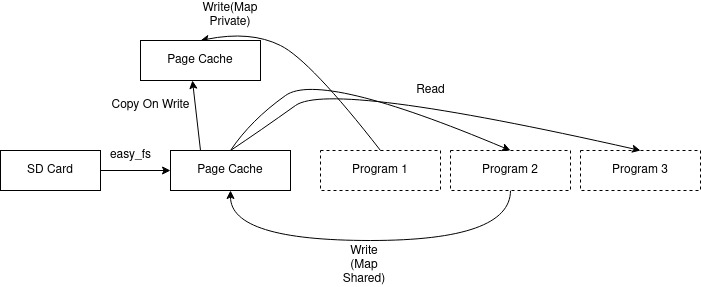 Write(Map
Private)
Page Cache
Read
Copy On Write
easy_fs
SD Card
Page Cache
Program 1
Program 2
Program 3
Write
(Map
Shared)